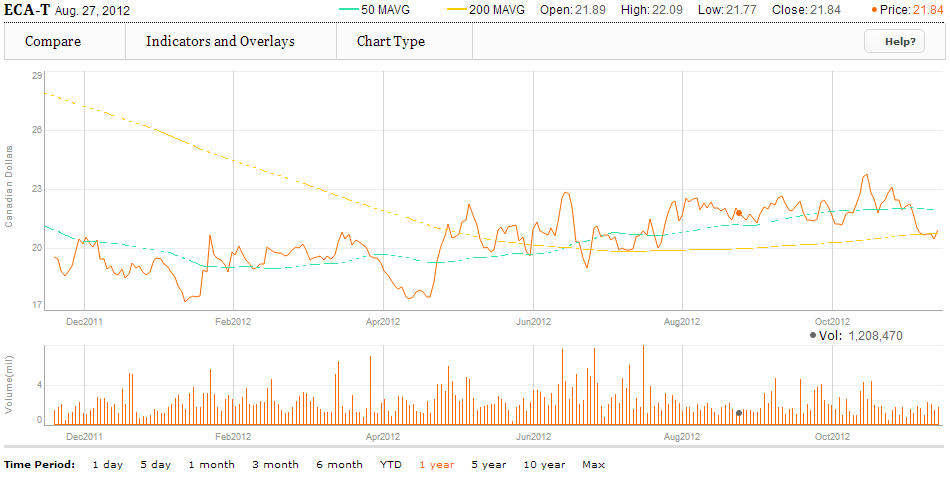 ECA-T Aug. 27, 2012 50 MAVG 200 MAVG Open: 21.89 High: 22.09 Low: 21.77 Close: 21.84 Price: 21.84
Compare Indicators and Overlays Chart Type Help?
29
26
23
20
17
Canadian Dollars
Dec2011 Feb2012 Apr2012 Jun2012 Aug2012 Oct2012
Vol: 1,208,470
4
0
Volume(mil)
Dec2011 Feb2012 Apr2012 Jun2012 Aug2012 Oct2012
Time Period: 1 day 5 day 1 month 3 month 6 month YTD 1 year 5 year 10 year Max